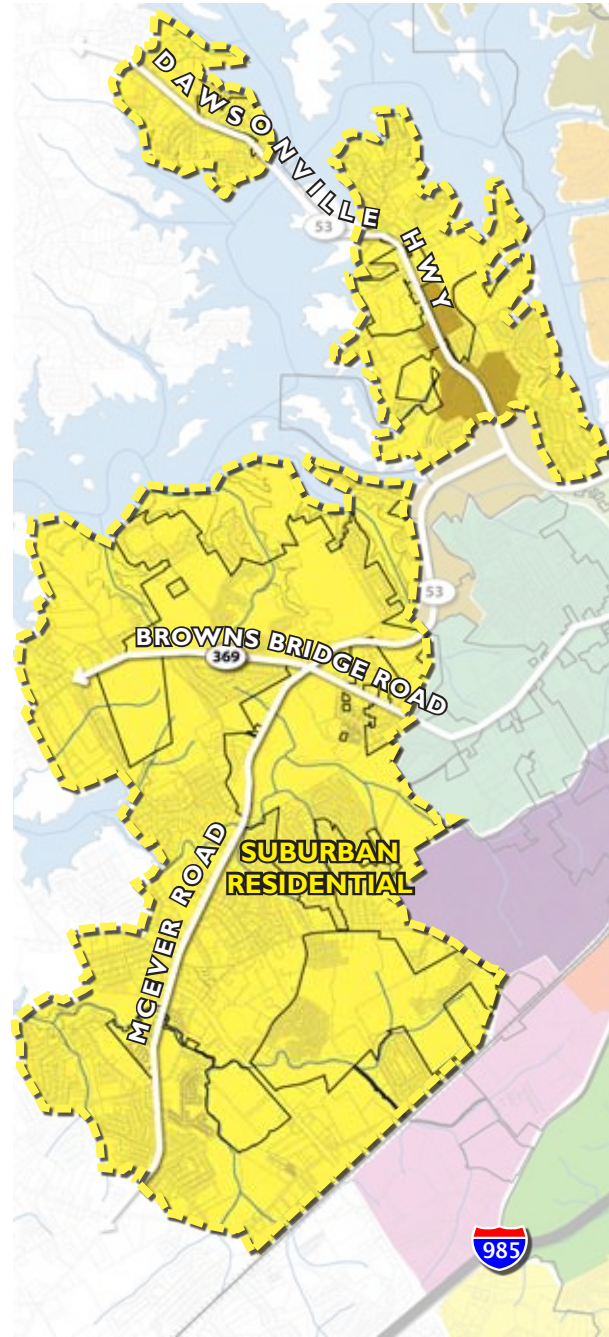 DAWSONVILLE HWY
53
53
BROWNS BRIDGE ROAD
369
MCEVER ROAD
SUBURBAN
RESIDENTIAL
985